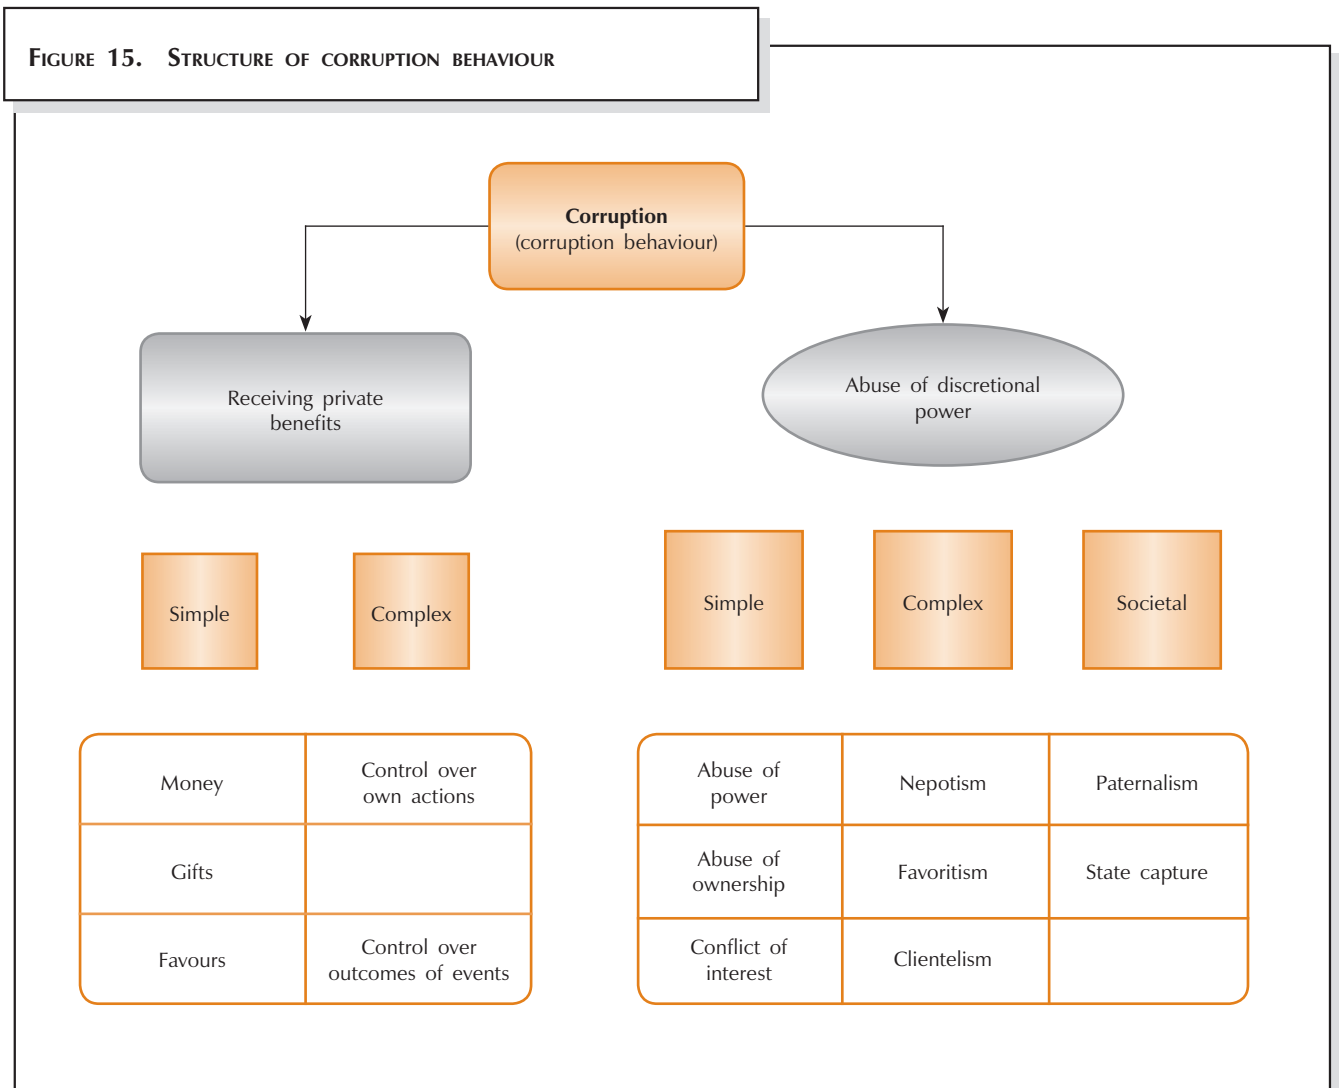 FIGURE 15. STRUCTURE OF CORRUPTION BEHAVIOUR
Corruption
(corruption behaviour)
Receiving private
benefits
Abuse of discretional
power
Simple
Complex
Simple
Complex
Societal
Money
Control over
own actions
Gifts
Favours
Control over
outcomes of events
Abuse of
power
Nepotism
Paternalism
Abuse of
ownership
Favoritism
State capture
Conflict of
interest
Clientelism